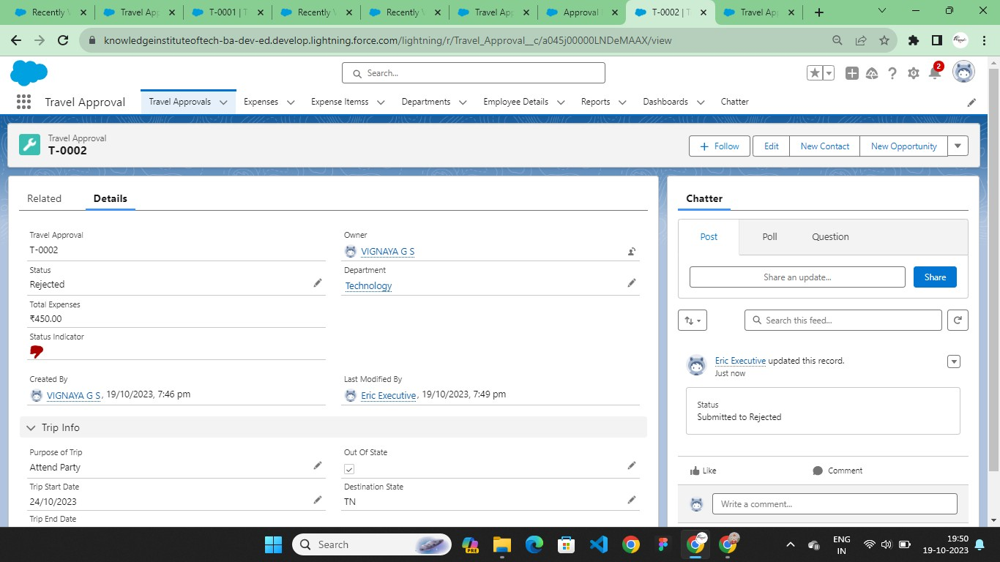 Recently V
Travel Ap
T-0001 | T
Recently V
Recently V
Travel Ap
Approval
T-0002 | T
Travel Ap
knowledgeinstituteoftech-ba-dev-ed.develop.lightning.force.com/lightning/r/Travel_Approval__c/a045j00000LNDeMAAX/view
Search...
2
Travel Approval
Travel Approvals
Expenses
Expense Itemss
Departments
Employee Details
Reports
Dashboards
Chatter
Travel Approval
T-0002
Follow
Edit
New Contact
New Opportunity
Related
Details
Travel Approval
T-0002
Owner
VIGNAYA G S
Status
Rejected
Department
Technology
Total Expenses
₹450.00
Status Indicator
Created By
VIGNAYA G S, 19/10/2023, 7:46 pm
Last Modified By
Eric Executive, 19/10/2023, 7:49 pm
Trip Info
Purpose of Trip
Attend Party
Out Of State
Trip Start Date
24/10/2023
Destination State
TN
Trip End Date
Chatter
Post
Poll
Question
Share an update...
Share
Search this feed...
Eric Executive updated this record.
Just now
Status
Submitted to Rejected
Like
Comment
Write a comment...
Search
PRE
ENG
IN
19:50
19-10-2023